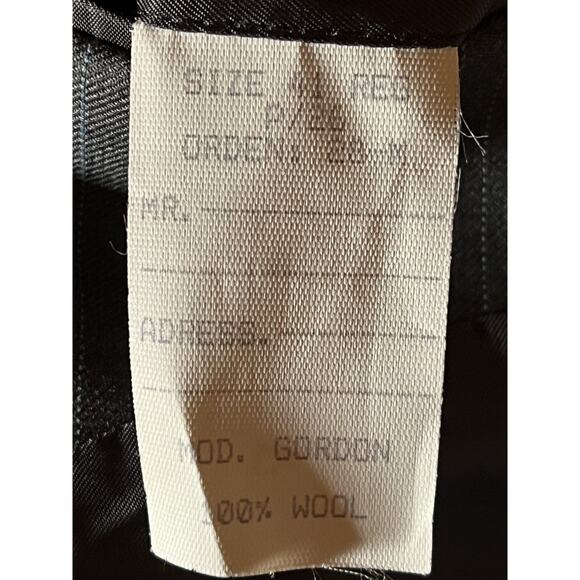 SIZE REG
ORDEN.
MR.
ADRESS.
MOD. GORDON
100% WOOL